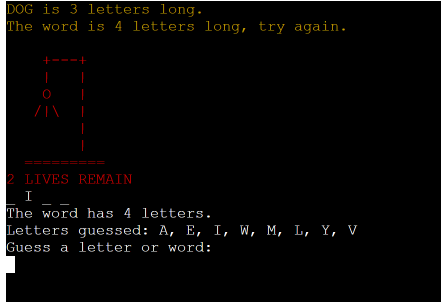 DOG is 3 letters long.
The word is 4 letters long, try again.
+---+
|   |
O   |
/|\  |
|
|
=========
2 LIVES REMAIN
_ I _ _
The word has 4 letters.
Letters guessed: A, E, I, W, M, L, Y, V
Guess a letter or word: